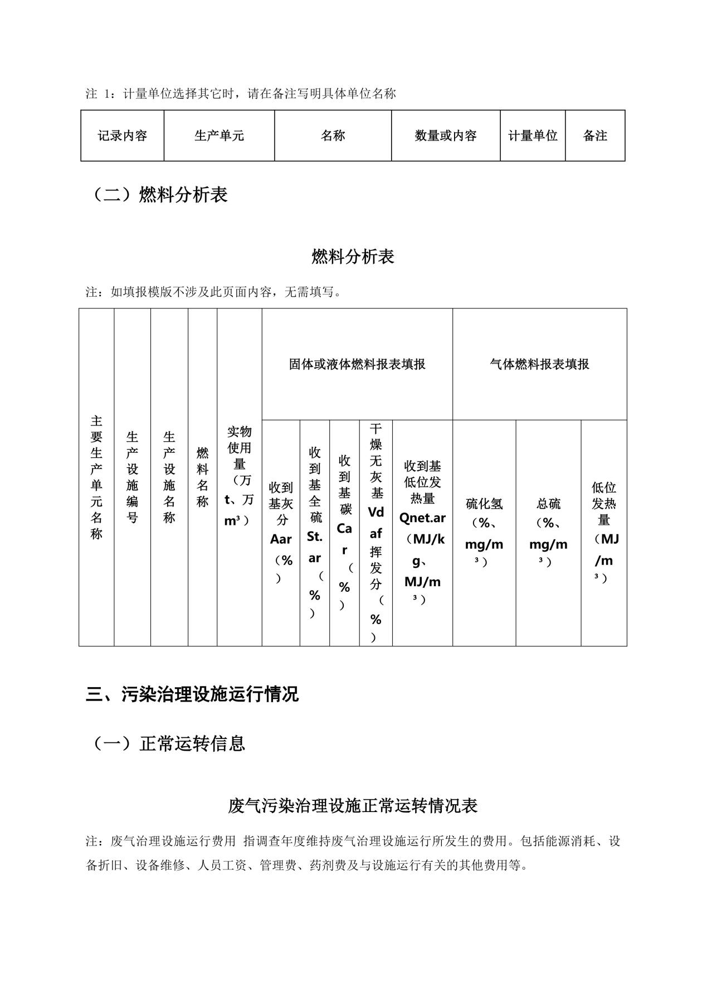 注 1：计量单位选择其它时，请在备注写明具体单位名称
记录内容 生产单元 名称 数量或内容 计量单位 备注
（二）燃料分析表
燃料分析表
注：如填报模版不涉及此页面内容，无需填写。
主要生产单元名称
生产设施编号
生产设施名称
燃料名称
实物使用量（万t、万m³）
固体或液体燃料报表填报
气体燃料报表填报
收到基灰分Aar（%）
收到基全硫St.ar（%）
收到基碳Car（%）
干燥无灰基Vdaf挥发分（%）
收到基低位发热量Qnet.ar（MJ/kg、MJ/m³）
硫化氢（%、mg/m³）
总硫（%、mg/m³）
低位发热量（MJ/m³）
三、污染治理设施运行情况
（一）正常运转信息
废气污染治理设施正常运转情况表
注：废气治理设施运行费用 指调查年度维持废气治理设施运行所发生的费用。包括能源消耗、设
备折旧、设备维修、人员工资、管理费、药剂费及与设施运行有关的其他费用等。